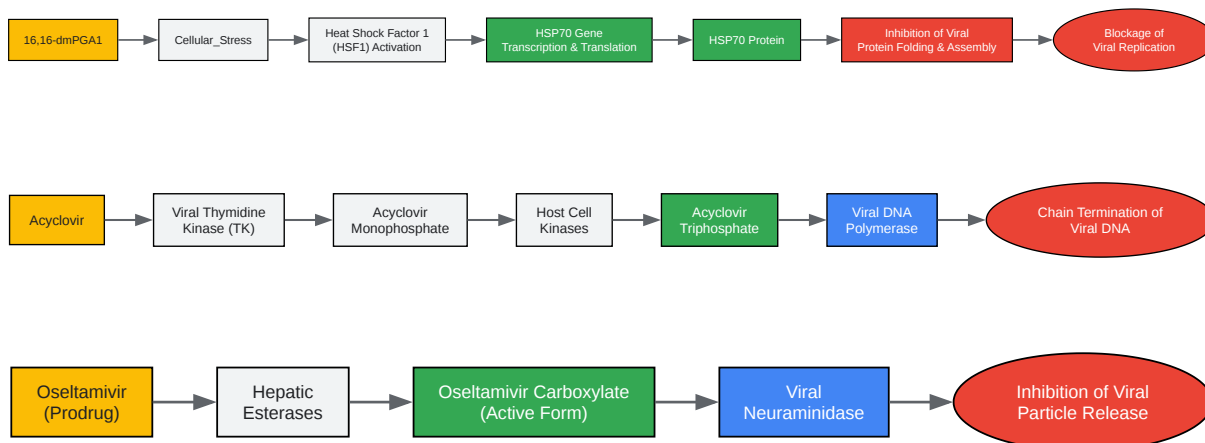 16,16-dmPGA1
Cellular_Stress
Heat Shock Factor 1
(HSF1) Activation
HSP70 Gene
Transcription & Translation
HSP70 Protein
Inhibition of Viral
Protein Folding & Assembly
Blockage of
Viral Replication
Acyclovir
Viral Thymidine
Kinase (TK)
Acyclovir
Monophosphate
Host Cell
Kinases
Acyclovir
Triphosphate
Viral DNA
Polymerase
Chain Termination of
Viral DNA
Oseltamivir
(Prodrug)
Hepatic
Esterases
Oseltamivir Carboxylate
(Active Form)
Viral
Neuraminidase
Inhibition of Viral
Particle Release